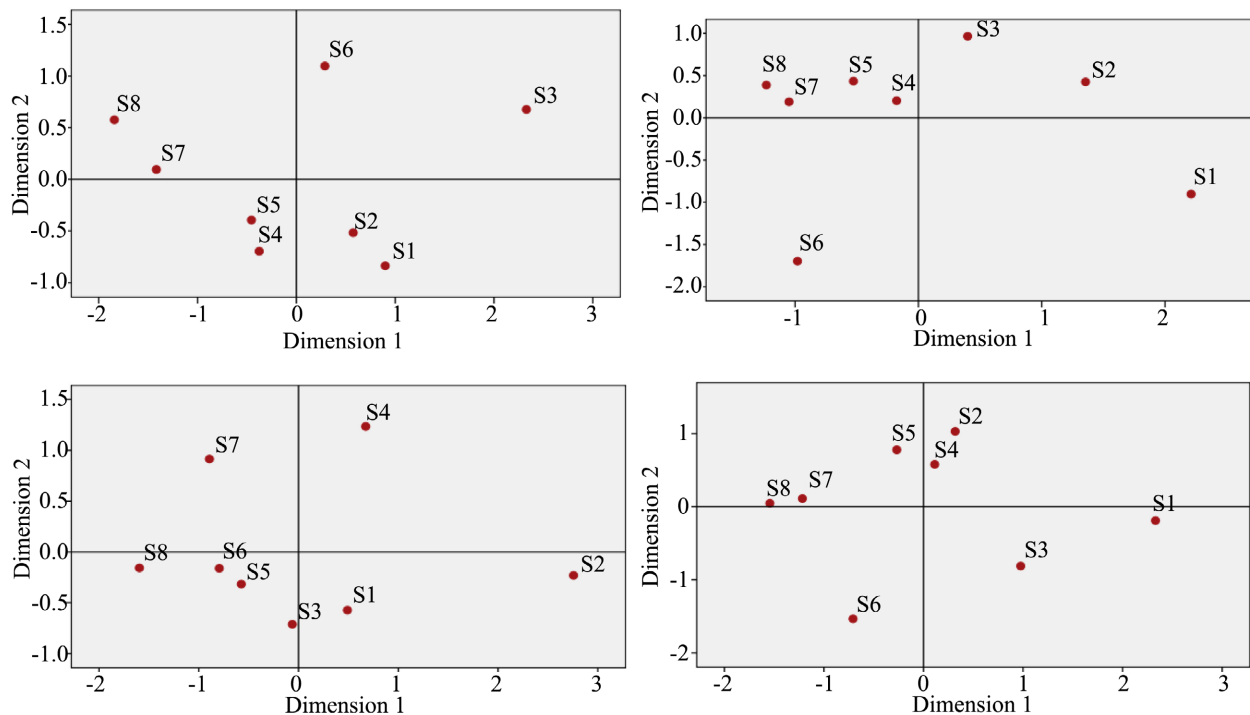 1.5
1.0
0.5
0.0
-0.5
-1.0
Dimension 2
S6
S3
S8
S7
S5
S4
S2
S1
-2
-1
0
1
2
3
Dimension 1
1.0
0.5
0.0
-0.5
-1.0
-1.5
-2.0
Dimension 2
S3
S8
S7
S5
S4
S2
S1
S6
-1
0
1
2
Dimension 1
1.5
1.0
0.5
0.0
-0.5
-1.0
Dimension 2
S4
S7
S8
S6
S5
S3
S1
S2
-2
-1
0
1
2
3
Dimension 1
1
0
-1
-2
Dimension 2
S2
S5
S4
S8
S7
S1
S3
S6
-2
-1
0
1
2
3
Dimension 1